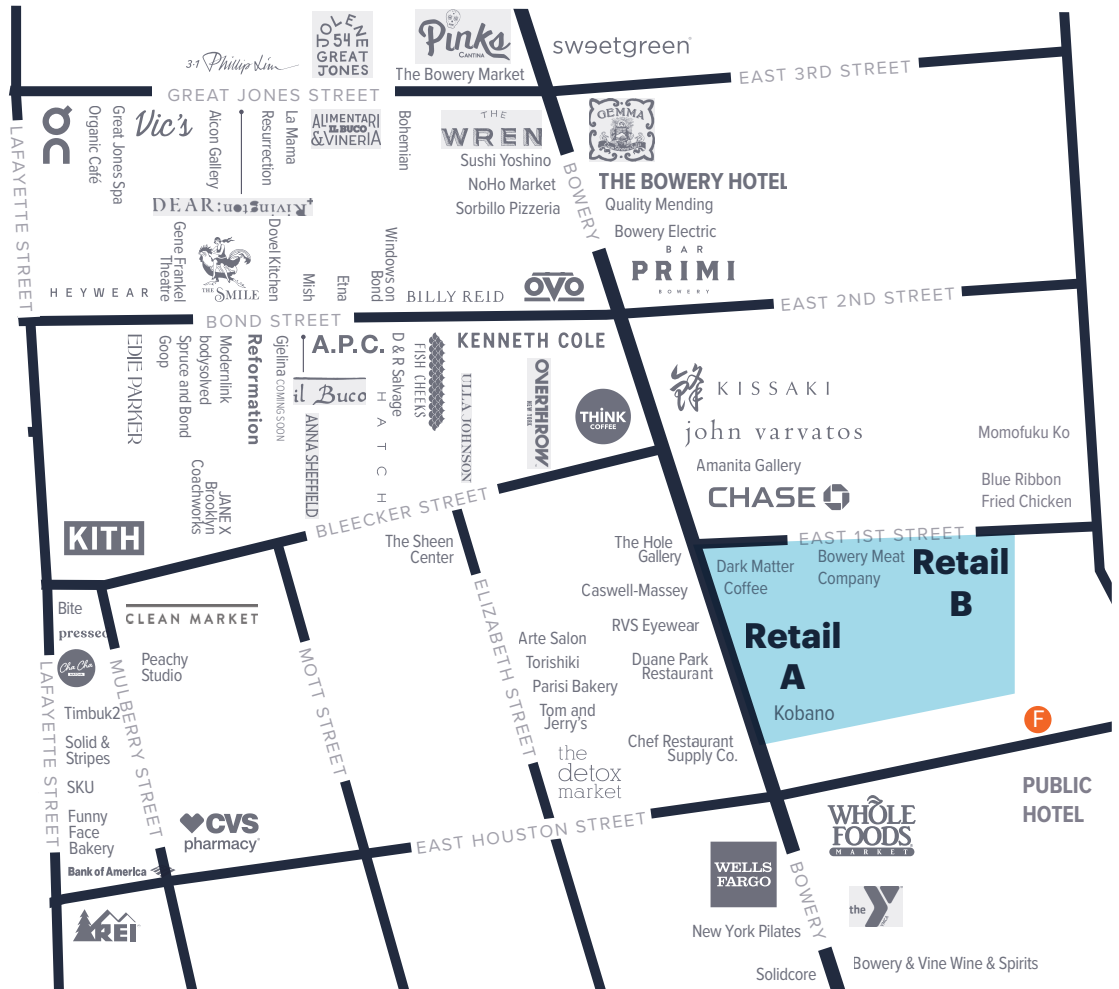 3·1 Phillip Lim
JOLENE
54
GREAT
JONES
Pinks
CANTINA
The Bowery Market
sweetgreen
GREAT JONES STREET
EAST 3RD STREET
LAFAYETTE STREET
Organic Café
Great Jones Spa
Vic's
Aicon Gallery
Resurrection
La Mama
ALIMENTARI
IL BUCO
&VINERIA
Bohemian
THE
WREN
Sushi Yoshino
NoHo Market
Sorbillo Pizzeria
BOWERY
GEMMA
THE BOWERY HOTEL
Quality Mending
Bowery Electric
BAR
PRIMI
BOWERY
DEAR:Rivington+
HEYWEAR
Gene Frankel
Theatre
THE SMILE
Dovel Kitchen
Mish
Etna
Windows on
Bond
BILLY REID
OVO
BOND STREET
EAST 2ND STREET
EDIE PARKER
Goop
Spruce and Bond
bodysolved
Modernlink
Reformation
Gjelina COMING SOON
A.P.C.
il Buco
ANNA SHEFFIELD
D & R Salvage
HATCH
FISH CHEEKS
KENNETH COLE
ULLA JOHNSON
OVERTHROW
NEW YORK
THINK
COFFEE
鋒 KISSAKI
john varvatos
Amanita Gallery
CHASE
Momofuku Ko
Blue Ribbon
Fried Chicken
JANE X
Brooklyn
Coachworks
KITH
BLEECKER STREET
EAST 1ST STREET
The Sheen
Center
The Hole
Gallery
Dark Matter
Coffee
Bowery Meat
Company
Retail
B
Caswell-Massey
RVS Eyewear
Retail
A
Kobano
Duane Park
Restaurant
Chef Restaurant
Supply Co.
Arte Salon
Torishiki
Parisi Bakery
Tom and
Jerry's
the
detox
market
ELIZABETH STREET
MOTT STREET
MULBERRY STREET
LAFAYETTE STREET
Bite
pressed
CLEAN MARKET
Cha Cha
MATCHA
Peachy
Studio
Timbuk2
Solid &
Stripes
SKU
Funny
Face
Bakery
Bank of America
CVS
pharmacy
REI
EAST HOUSTON STREET
F
PUBLIC
HOTEL
WHOLE
FOODS
MARKET
WELLS
FARGO
BOWERY
the Y
YMCA
New York Pilates
Solidcore
Bowery & Vine Wine & Spirits